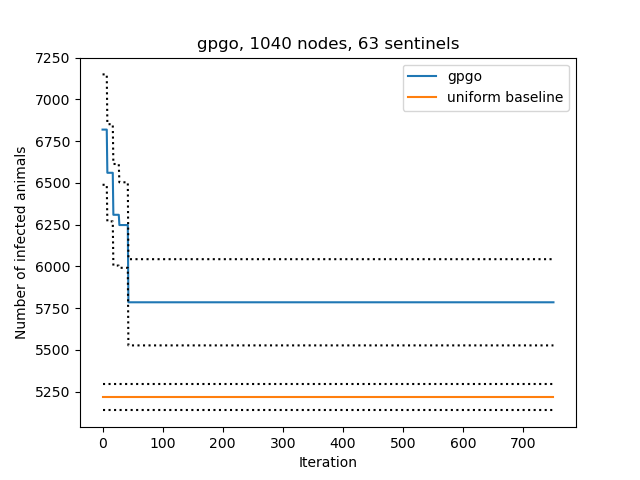 gpgo, 1040 nodes, 63 sentinels
gpgo
uniform baseline
Number of infected animals
7250
7000
6750
6500
6250
6000
5750
5500
5250
0 100 200 300 400 500 600 700
Iteration